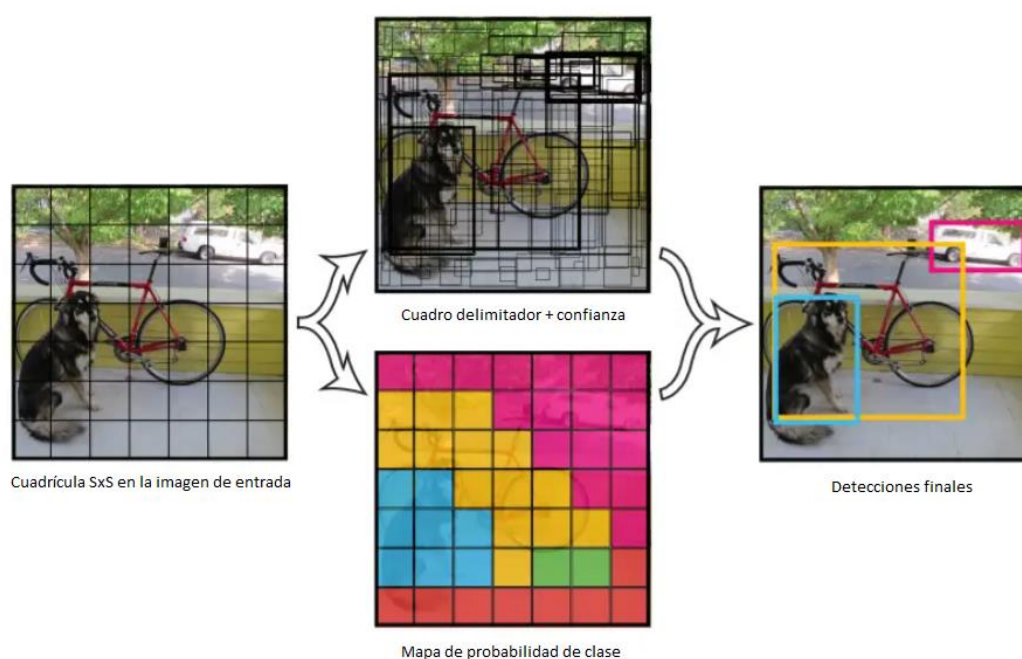 Cuadro delimitador + confianza
Cuadrícula SxS en la imagen de entrada
Detecciones finales
Mapa de probabilidad de clase